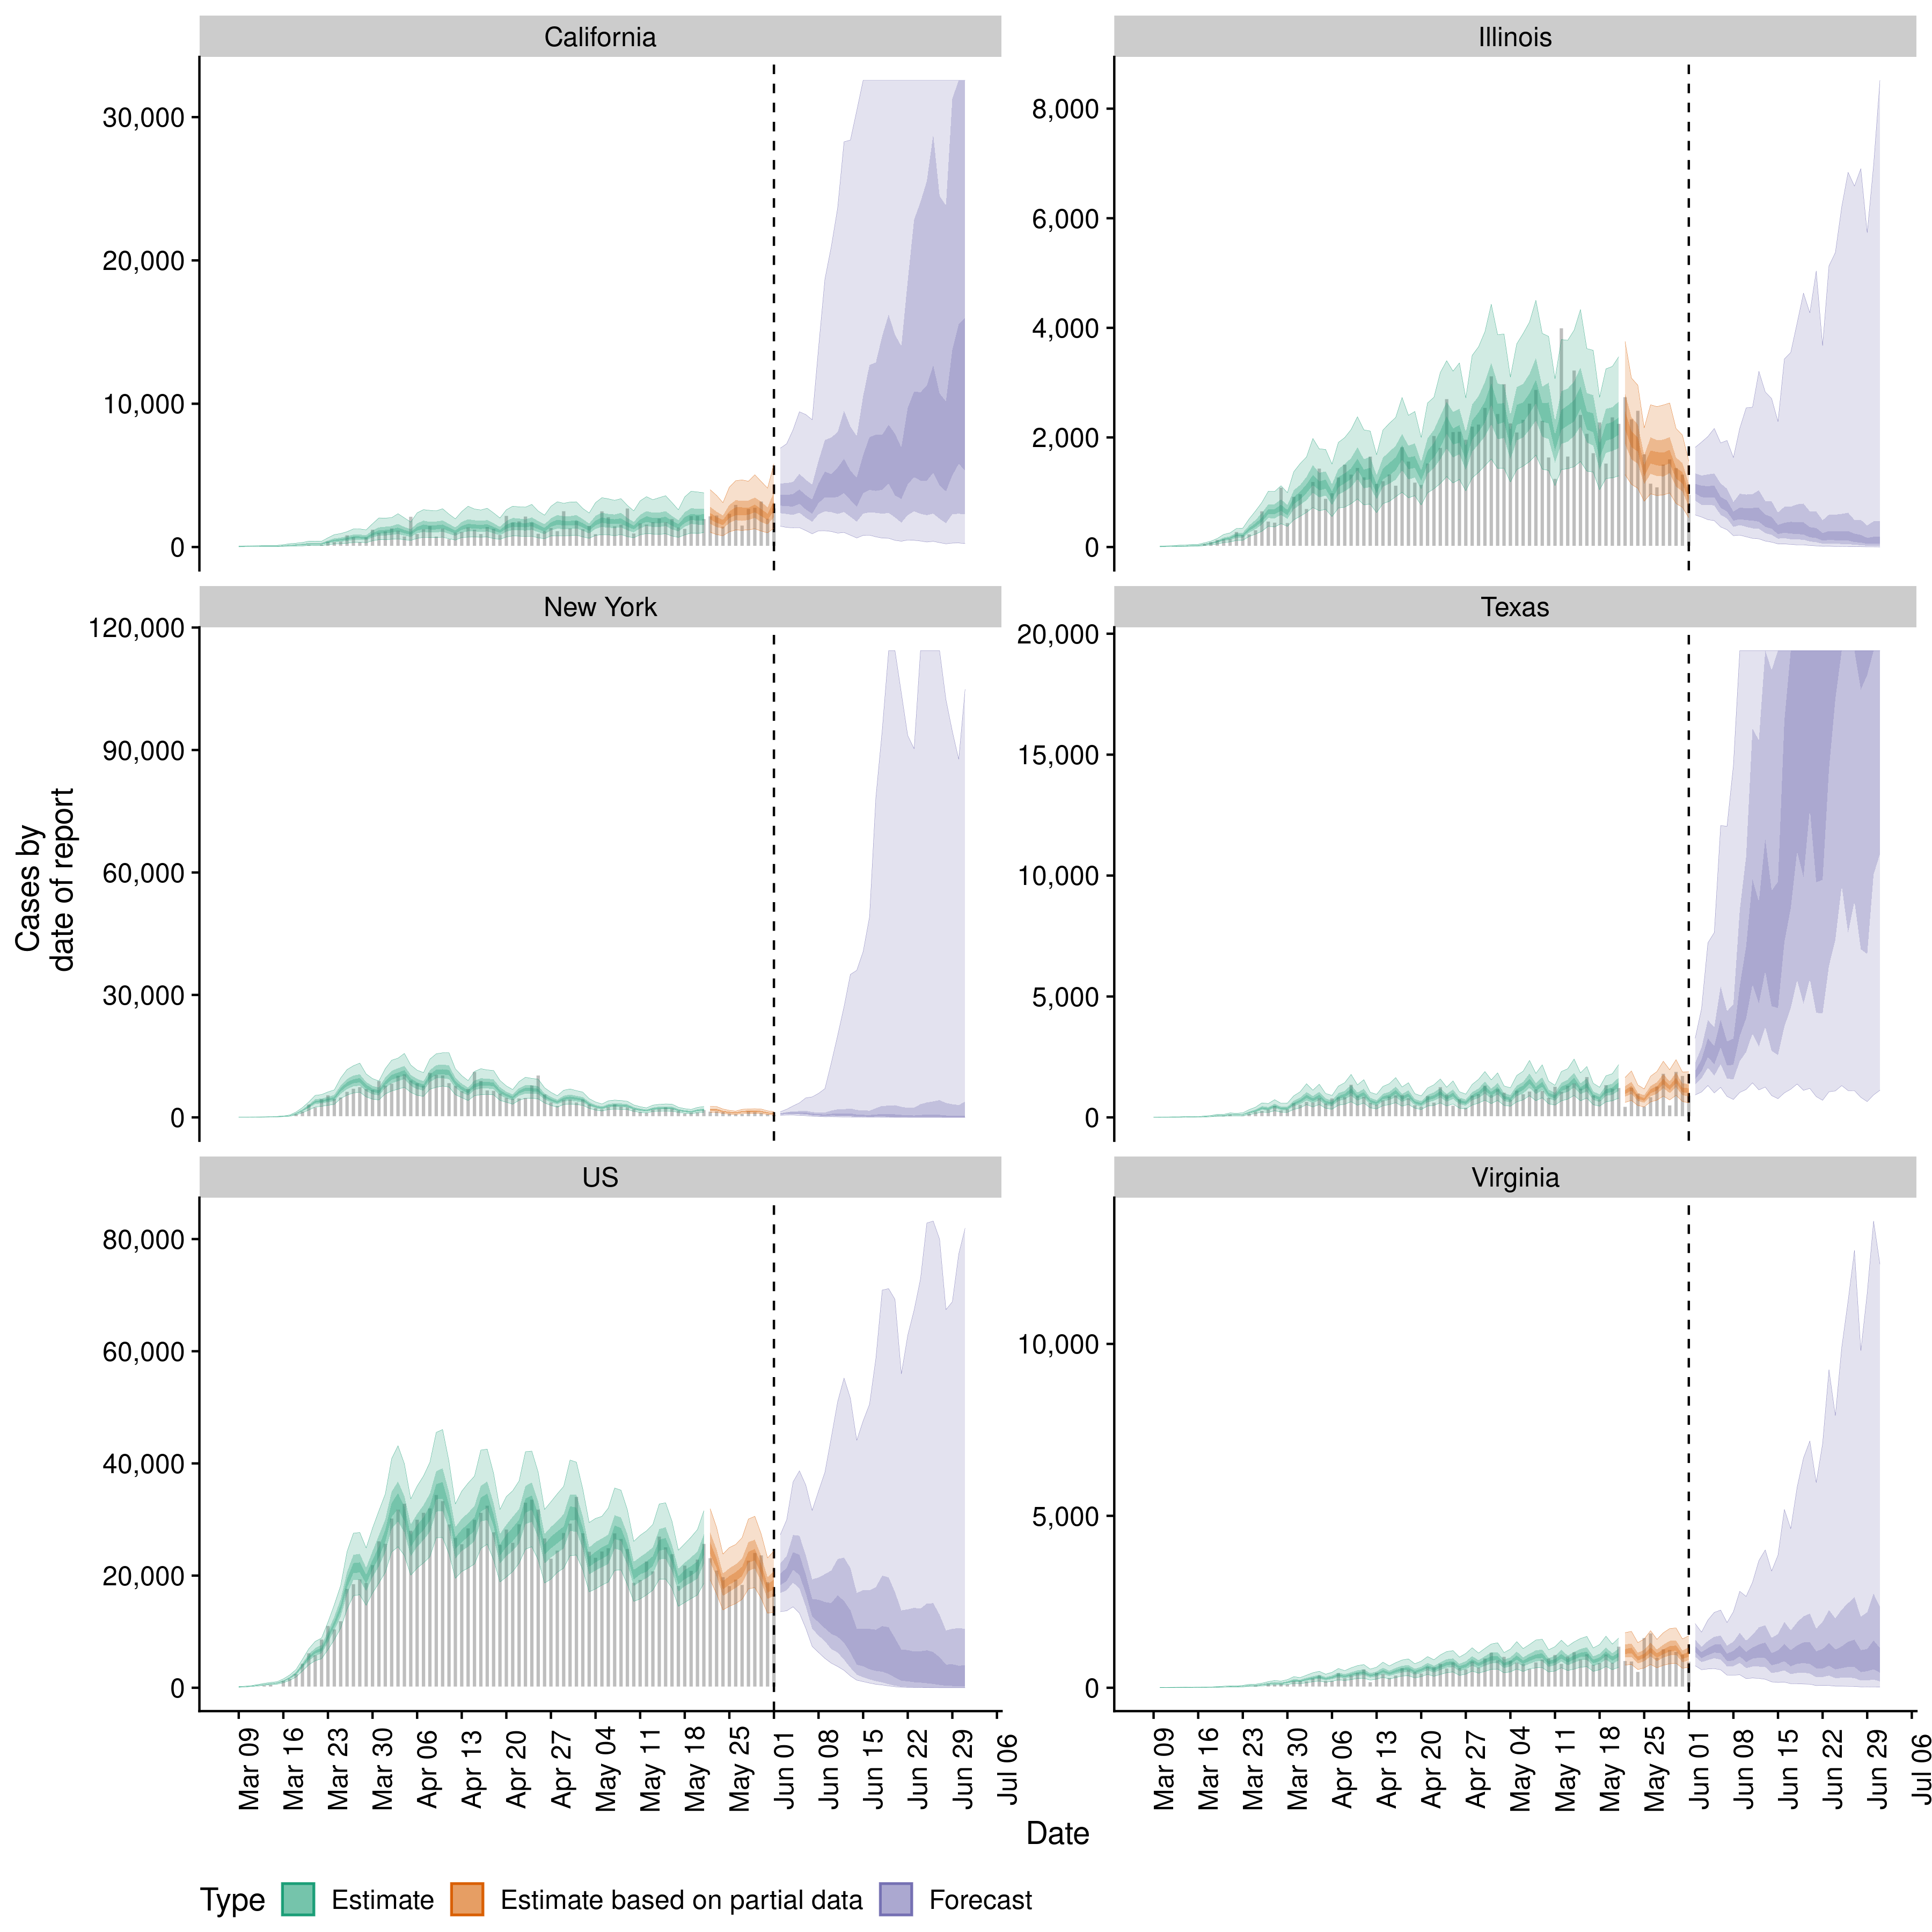 California
Illinois
30,000
20,000
10,000
0
8,000
6,000
4,000
2,000
0
New York
Texas
120,000
90,000
60,000
30,000
0
20,000
15,000
10,000
5,000
0
US
Virginia
80,000
60,000
40,000
20,000
0
10,000
5,000
0
Cases by
date of report
Mar 09
Mar 16
Mar 23
Mar 30
Apr 06
Apr 13
Apr 20
Apr 27
May 04
May 11
May 18
May 25
Jun 01
Jun 08
Jun 15
Jun 22
Jun 29
Jul 06
Mar 09
Mar 16
Mar 23
Mar 30
Apr 06
Apr 13
Apr 20
Apr 27
May 04
May 11
May 18
May 25
Jun 01
Jun 08
Jun 15
Jun 22
Jun 29
Jul 06
Date
Type Estimate Estimate based on partial data Forecast